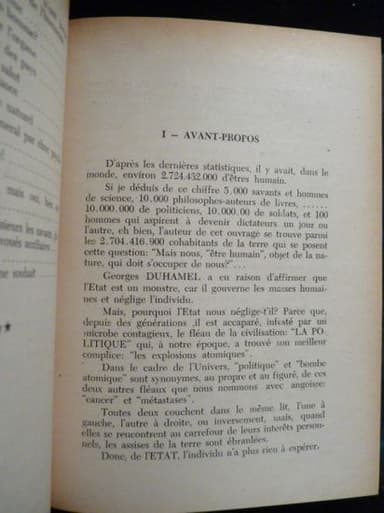 I — AVANT-PROPOS
D'après les dernières statistiques, il y avait, dans le
monde, environ 2.724.432.000 d'êtres humain.
Si je déduis de ce chiffre 5.000 savants et hommes
de science, 10.000 philosophes-auteurs de livres, ......
10.000.000 de politiciens, 10.000.00 de soldats, et 100
hommes qui aspirent à devenir dictateurs un jour ou
l'autre, eh bien, l'auteur de cet ouvrage se trouve parmi
les 2.704.416.900 cohabitants de la terre qui se posent
cette question: "Mais nous, "être humain", objet de la na-
ture, qui doit s'occuper de nous?"...
Georges DUHAMEL a eu raison d'affirmer que
l'Etat est un monstre, car il gouverne les masses humai-
nes et néglige l'individu.
Mais, pourquoi l'Etat nous néglige-t'il? Parce que,
depuis des générations ,il est accaparé, infesté par un
microbe contagieux, le fléau de la civilisation: "LA PO-
LITIQUE" qui, à notre époque, a trouvé son meilleur
complice: "les explosions atomiques".
Dans le cadre de l'Univers, "politique" et "bombe
atomique" sont synonymes, au propre et au figuré, de ces
deux autres fléaux que nous nommons avec angoisse:
"cancer" et "métastases".
Toutes deux couchent dans le même lit, l'une à
gauche, l'autre à droite, ou inversement, mais, quand
elles se rencontrent au carrefour de leurs intérêts person-
nels, les assises de la terre sont ébranlées.
Donc, de l'ETAT, l'individu n'a plus rien à espérer.